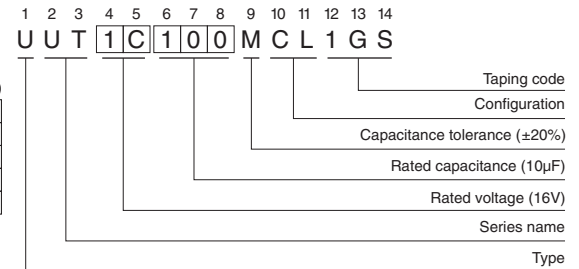 1 2 3 4 5 6 7 8 9 10 11 12 13 14
U U T 1 C 1 0 0 M C L 1 G S
Taping code
Configuration
Capacitance tolerance (±20%)
Rated capacitance (10µF)
Rated voltage (16V)
Series name
Type